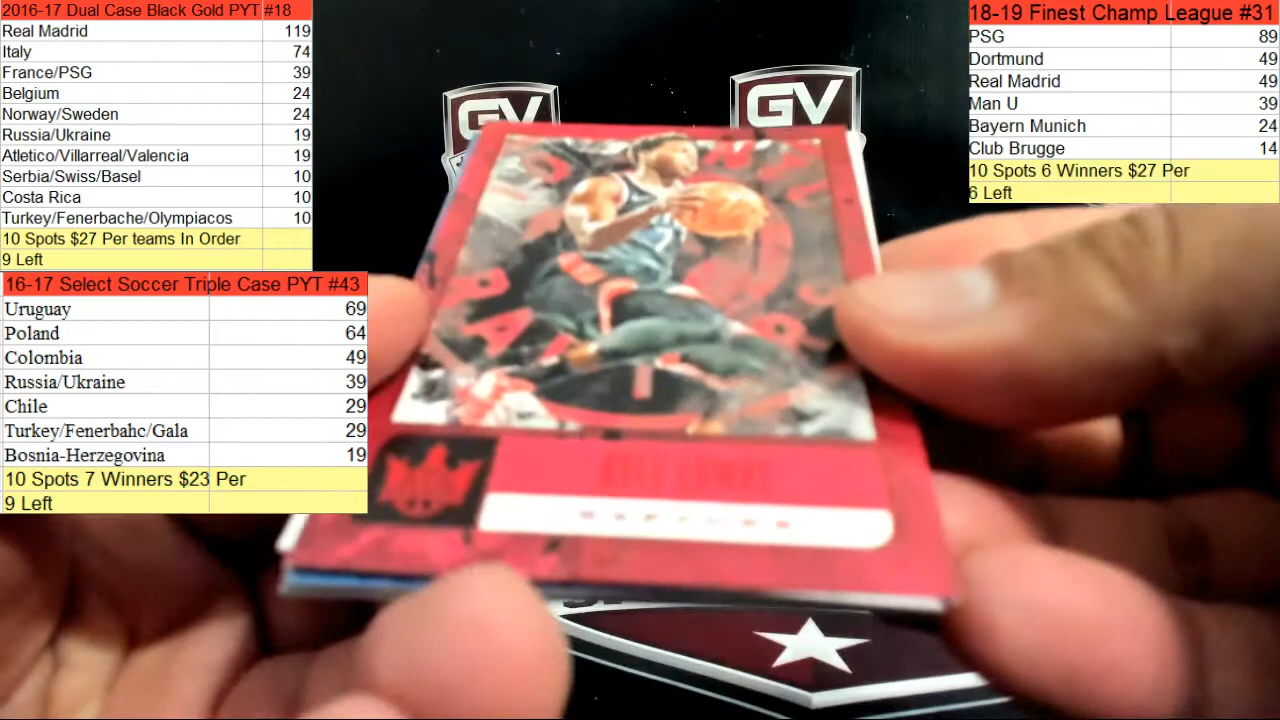 2016-17 Dual Case Black Gold PYT #18
Real Madrid 119
Italy 74
France/PSG 39
Belgium 24
Norway/Sweden 24
Russia/Ukraine 19
Atletico/Villarreal/Valencia 19
Serbia/Swiss/Basel 10
Costa Rica 10
Turkey/Fenerbache/Olympiacos 10
10 Spots $27 Per teams In Order
9 Left
16-17 Select Soccer Triple Case PYT #43
Uruguay 69
Poland 64
Colombia 49
Russia/Ukraine 39
Chile 29
Turkey/Fenerbahc/Gala 29
Bosnia-Herzegovina 19
10 Spots 7 Winners $23 Per
9 Left
18-19 Finest Champ League #31
PSG 89
Dortmund 49
Real Madrid 49
Man U 39
Bayern Munich 24
Club Brugge 14
10 Spots 6 Winners $27 Per
6 Left
GV
GV